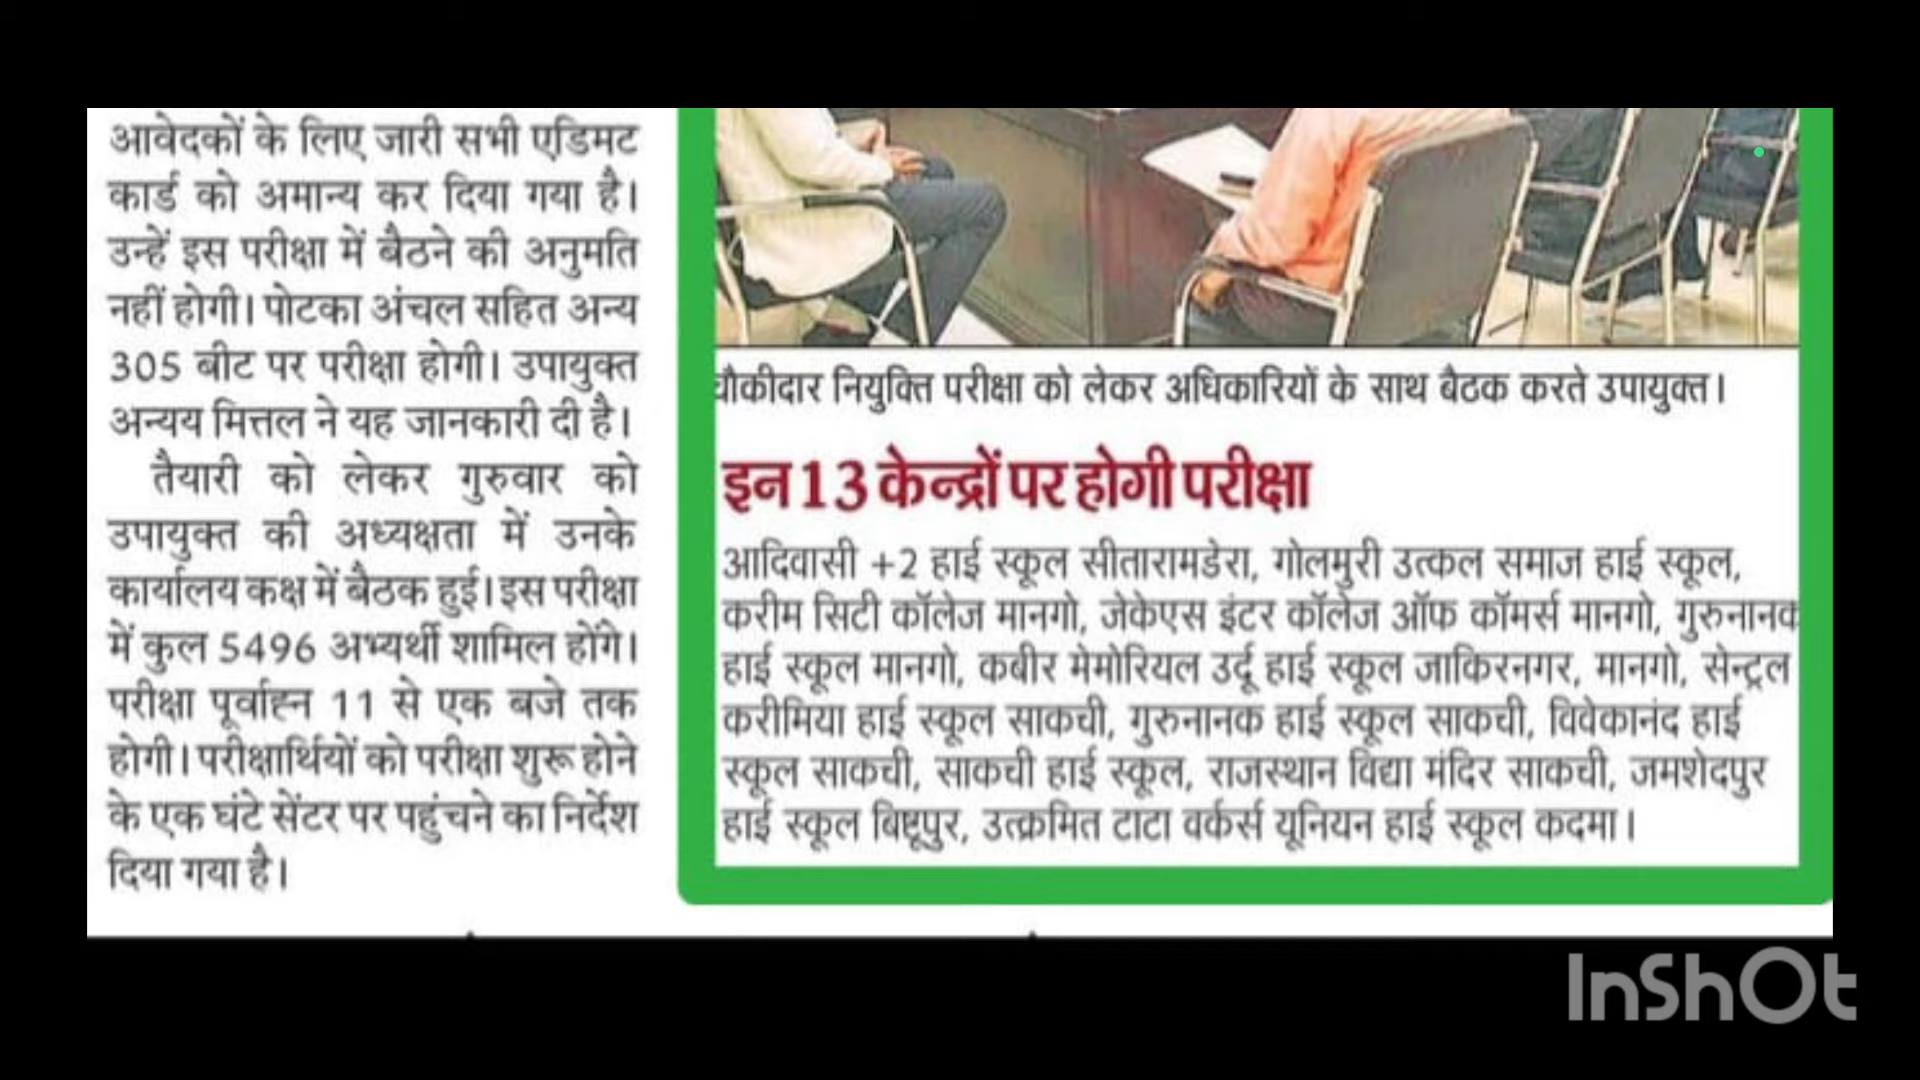 आवेदकों के लिए जारी सभी एडिमट
कार्ड को अमान्य कर दिया गया है।
उन्हें इस परीक्षा में बैठने की अनुमति
नहीं होगी। पोटका अंचल सहित अन्य
305 बीट पर परीक्षा होगी। उपायुक्त
अन्यय मित्तल ने यह जानकारी दी है।
तैयारी को लेकर गुरुवार को
उपायुक्त की अध्यक्षता में उनके
कार्यालय कक्ष में बैठक हुई। इस परीक्षा
में कुल 5496 अभ्यर्थी शामिल होंगे।
परीक्षा पूर्वाह्न 11 से एक बजे तक
होगी। परीक्षार्थियों को परीक्षा शुरू होने
के एक घंटे सेंटर पर पहुंचने का निर्देश
दिया गया है।
चौकीदार नियुक्ति परीक्षा को लेकर अधिकारियों के साथ बैठक करते उपायुक्त।
इन 13 केन्द्रों पर होगी परीक्षा
आदिवासी +2 हाई स्कूल सीतारामडेरा, गोलमुरी उत्कल समाज हाई स्कूल,
करीम सिटी कॉलेज मानगो, जेकेएस इंटर कॉलेज ऑफ कॉमर्स मानगो, गुरुनानक
हाई स्कूल मानगो, कबीर मेमोरियल उर्दू हाई स्कूल जाकिरनगर, मानगो, सेन्ट्रल
करीमिया हाई स्कूल साकची, गुरुनानक हाई स्कूल साकची, विवेकानंद हाई
स्कूल साकची, साकची हाई स्कूल, राजस्थान विद्या मंदिर साकची, जमशेदपुर
हाई स्कूल बिष्टूपुर, उत्क्रमित टाटा वर्कर्स यूनियन हाई स्कूल कदमा।
InShOt